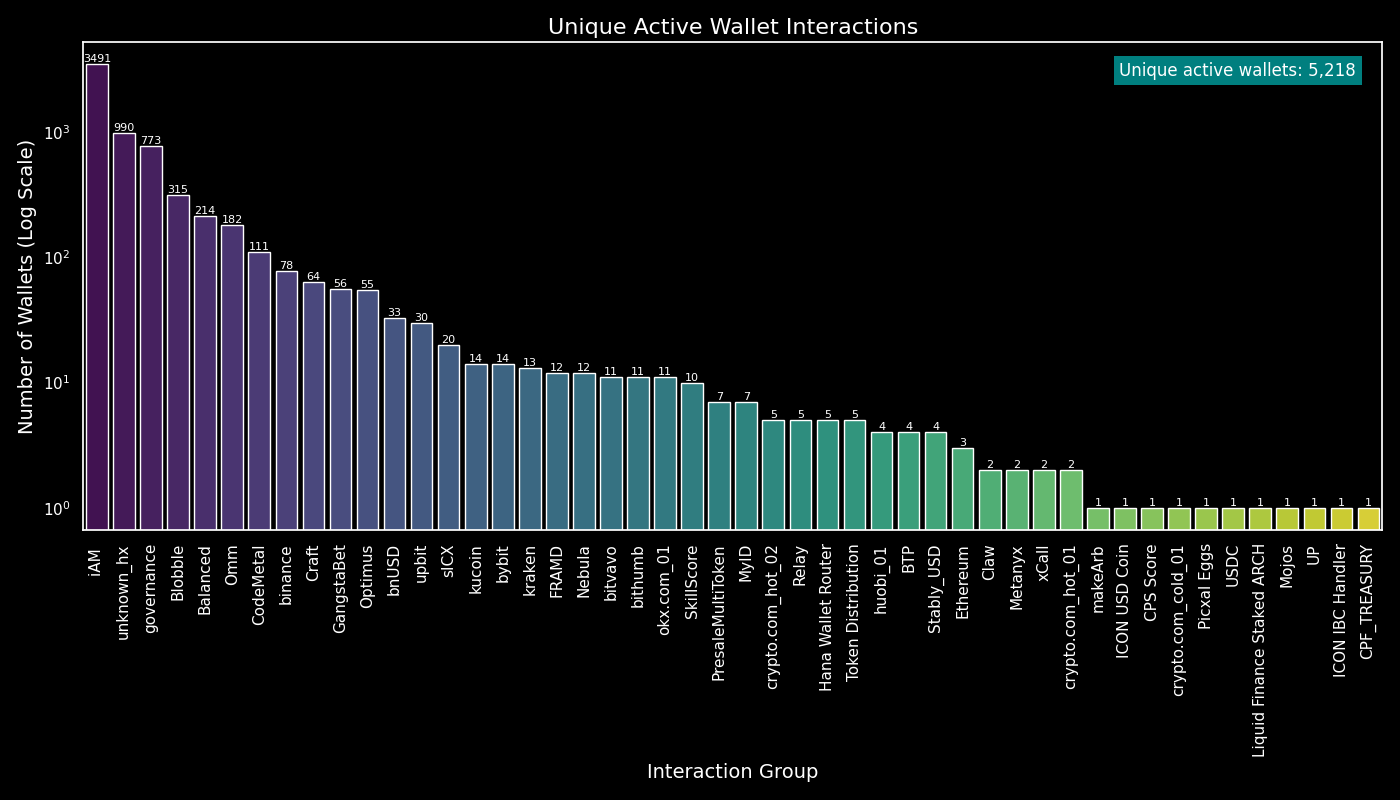 Unique Active Wallet Interactions
Unique active wallets: 5,218
Number of Wallets (Log Scale)
10³
10²
10¹
10⁰
3491
990
773
315
214
182
111
78
64
56
55
33
30
20
14
14
13
12
12
11
11
11
10
7
7
5
5
5
5
4
4
4
3
2
2
2
2
1
1
1
1
1
1
1
1
1
1
1
iAM
unknown_hx
governance
Blobble
Balanced
Omm
CodeMetal
binance
Craft
GangstaBet
Optimus
bnUSD
upbit
sICX
kucoin
bybit
kraken
FRAMD
Nebula
bitvavo
bithumb
okx.com_01
SkillScore
PresaleMultiToken
MyID
crypto.com_hot_02
Relay
Hana Wallet Router
Token Distribution
huobi_01
BTP
Stably_USD
Ethereum
Claw
Metanyx
xCall
crypto.com_hot_01
makeArb
ICON USD Coin
CPS Score
crypto.com_cold_01
Picxal Eggs
USDC
Liquid Finance Staked ARCH
Mojos
UP
ICON IBC Handler
CPF_TREASURY
Interaction Group